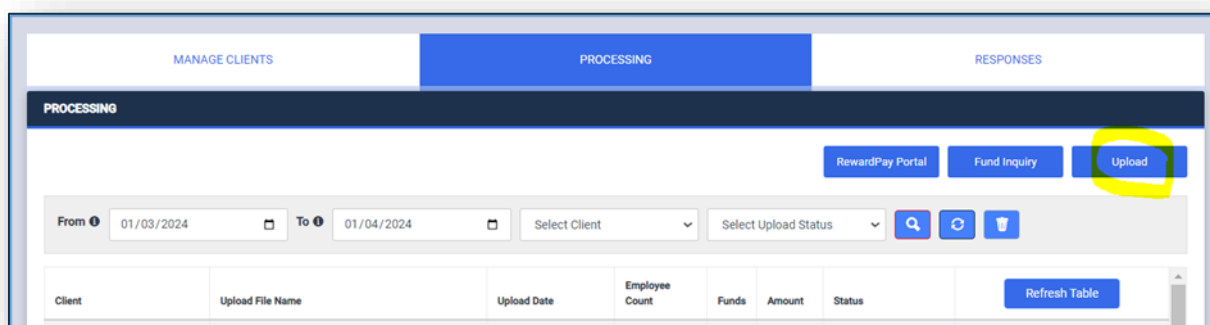 MANAGE CLIENTS PROCESSING RESPONSES
PROCESSING
RewardPay Portal Fund Inquiry Upload
From 01/03/2024 To 01/04/2024 Select Client Select Upload Status
Client Upload File Name Upload Date Employee Count Funds Amount Status Refresh Table